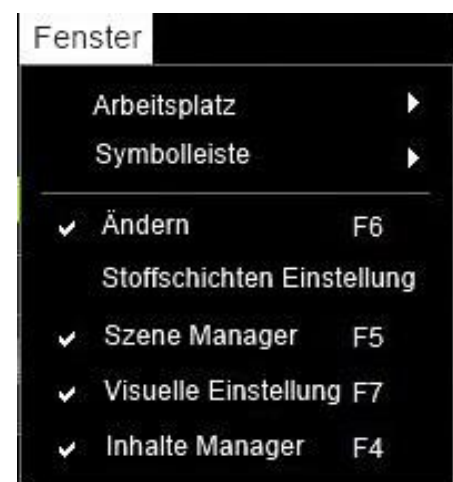 Fenster
Arbeitsplatz
Symbolleiste
Ändern F6
Stoffschichten Einstellung
Szene Manager F5
Visuelle Einstellung F7
Inhalte Manager F4